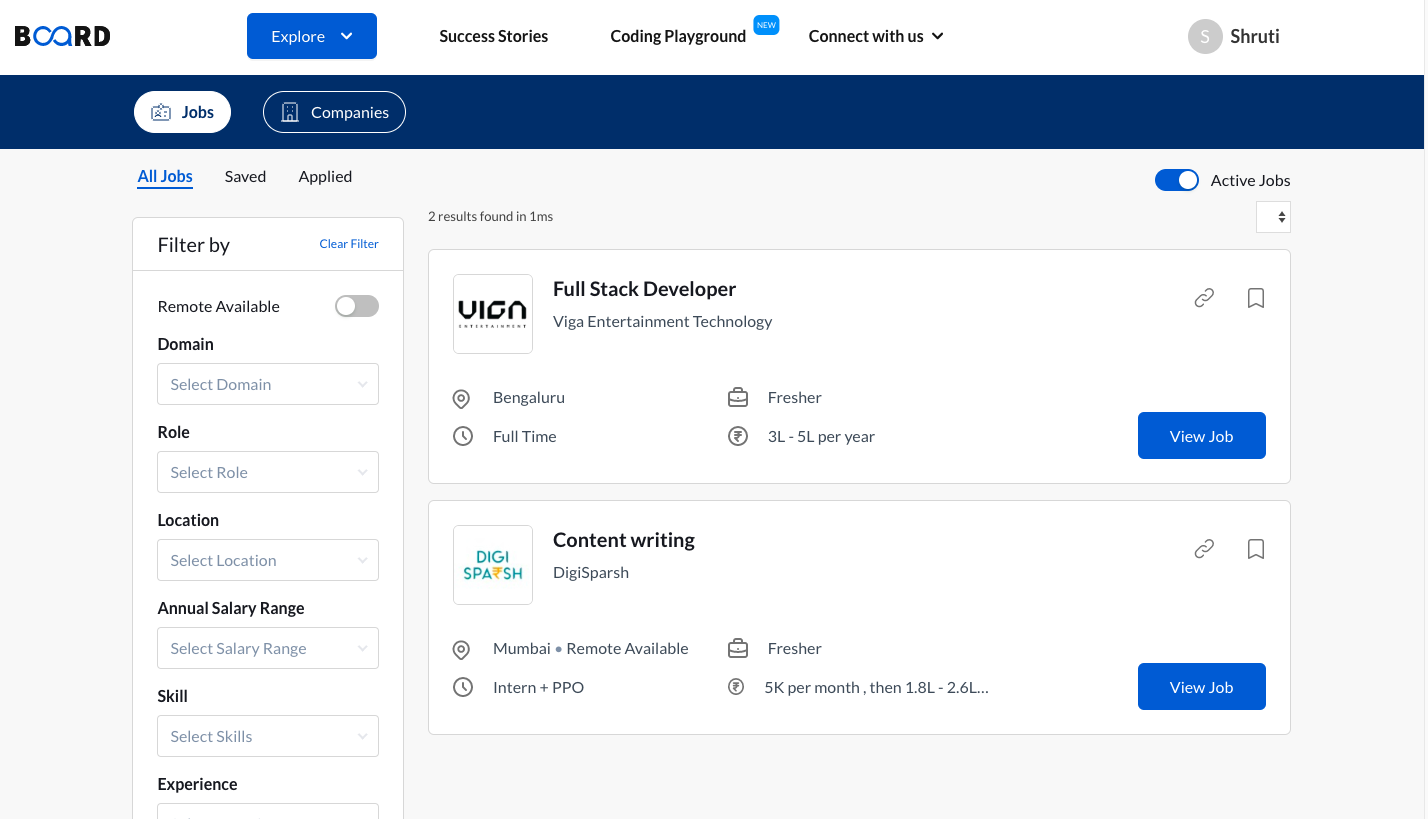 BOARD
Explore
Success Stories
Coding Playground
NEW
Connect with us
S
Shruti
Jobs
Companies
All Jobs
Saved
Applied
Active Jobs
2 results found in 1ms
Filter by
Clear Filter
Remote Available
Domain
Select Domain
Role
Select Role
Location
Select Location
Annual Salary Range
Select Salary Range
Skill
Select Skills
Experience
VIGA
ENTERTAINMENT
Full Stack Developer
Viga Entertainment Technology
Bengaluru
Fresher
Full Time
3L - 5L per year
View Job
DIGI
SPA₹SH
Content writing
DigiSparsh
Mumbai • Remote Available
Fresher
Intern + PPO
5K per month , then 1.8L - 2.6L...
View Job